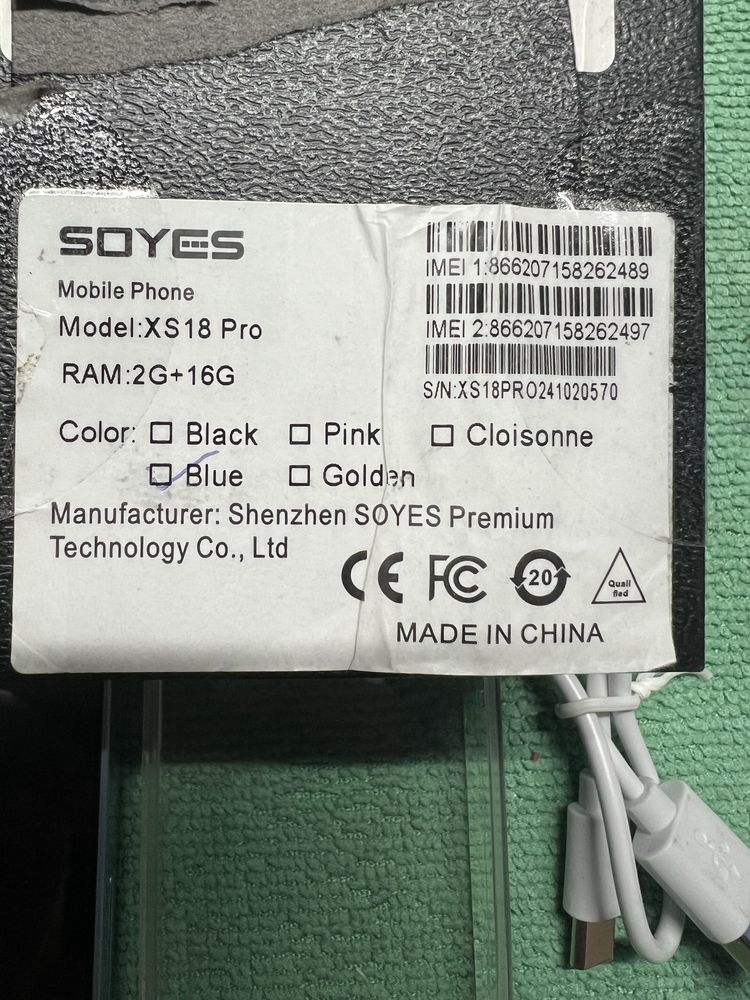 SOYES
Mobile Phone
Model:XS18 Pro
RAM:2G+16G
IMEI 1:866207158262489
IMEI 2:866207158262497
S/N:XS18PRO241020570
Color: Black Pink Cloisonne
Blue Golden
Manufacturer: Shenzhen SOYES Premium
Technology Co., Ltd
CE FC 20 Quali
fied
MADE IN CHINA